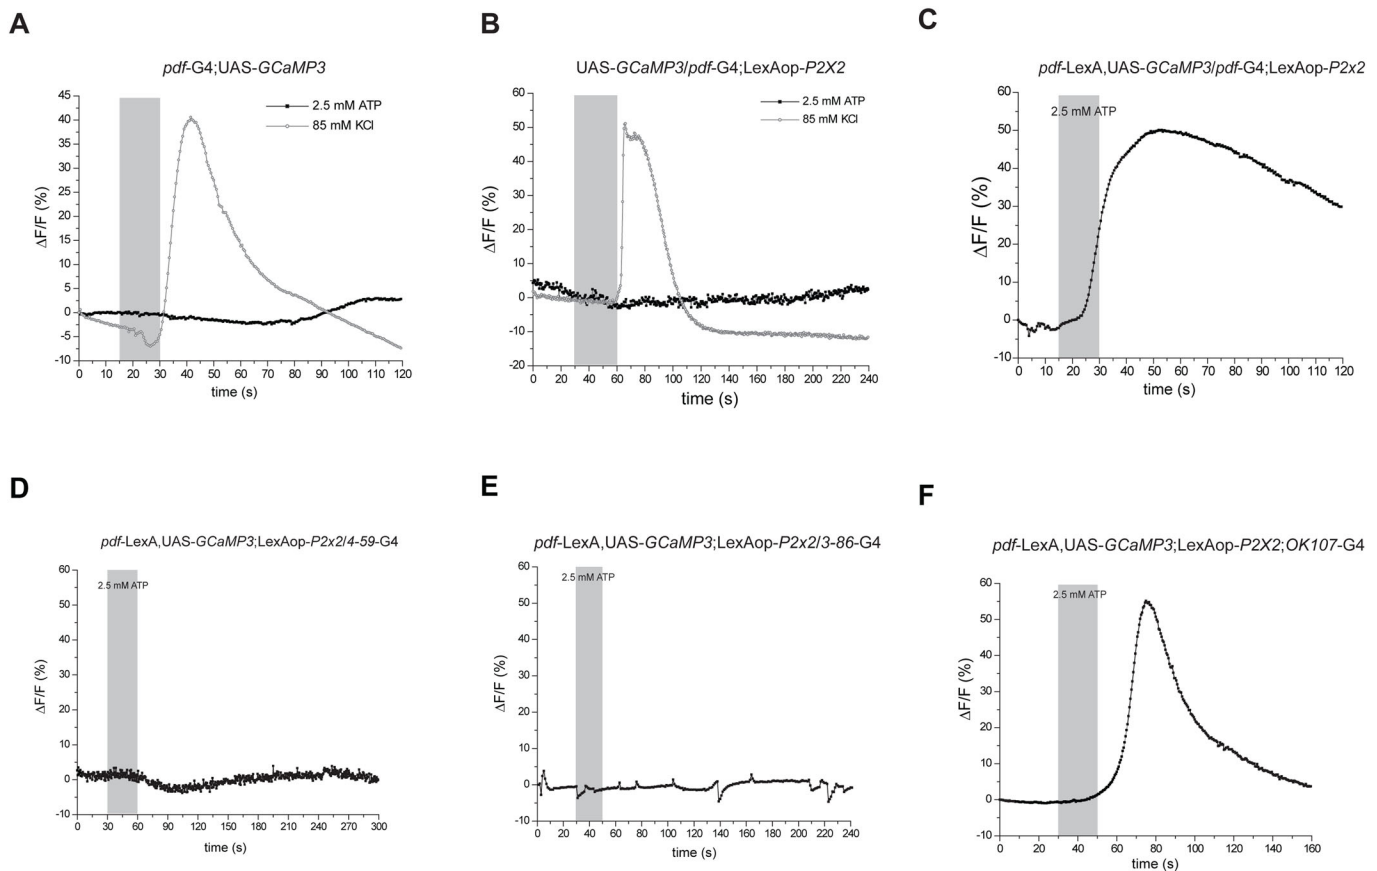 A
pdf-G4;UAS-GCaMP3
2.5 mM ATP
85 mM KCl
ΔF/F (%)
45
40
35
30
25
20
15
10
5
0
-5
-10
0 10 20 30 40 50 60 70 80 90 100 110 120
time (s)
B
UAS-GCaMP3/pdf-G4;LexAop-P2X2
2.5 mM ATP
85 mM KCl
ΔF/F (%)
60
50
40
30
20
10
0
-10
-20
0 20 40 60 80 100 120 140 160 180 200 220 240
time (s)
C
pdf-LexA,UAS-GCaMP3/pdf-G4;LexAop-P2x2
2.5 mM ATP
ΔF/F (%)
60
50
40
30
20
10
0
-10
0 10 20 30 40 50 60 70 80 90 100 110 120
time (s)
D
pdf-LexA,UAS-GCaMP3;LexAop-P2x2/4-59-G4
2.5 mM ATP
ΔF/F (%)
60
50
40
30
20
10
0
-10
0 30 60 90 120 150 180 210 240 270 300
time (s)
E
pdf-LexA,UAS-GCaMP3;LexAop-P2x2/3-86-G4
2.5 mM ATP
ΔF/F (%)
60
50
40
30
20
10
0
-10
0 20 40 60 80 100 120 140 160 180 200 220 240
time (s)
F
pdf-LexA,UAS-GCaMP3;LexAop-P2X2;OK107-G4
2.5 mM ATP
ΔF/F (%)
60
50
40
30
20
10
0
-10
0 20 40 60 80 100 120 140 160
time (s)